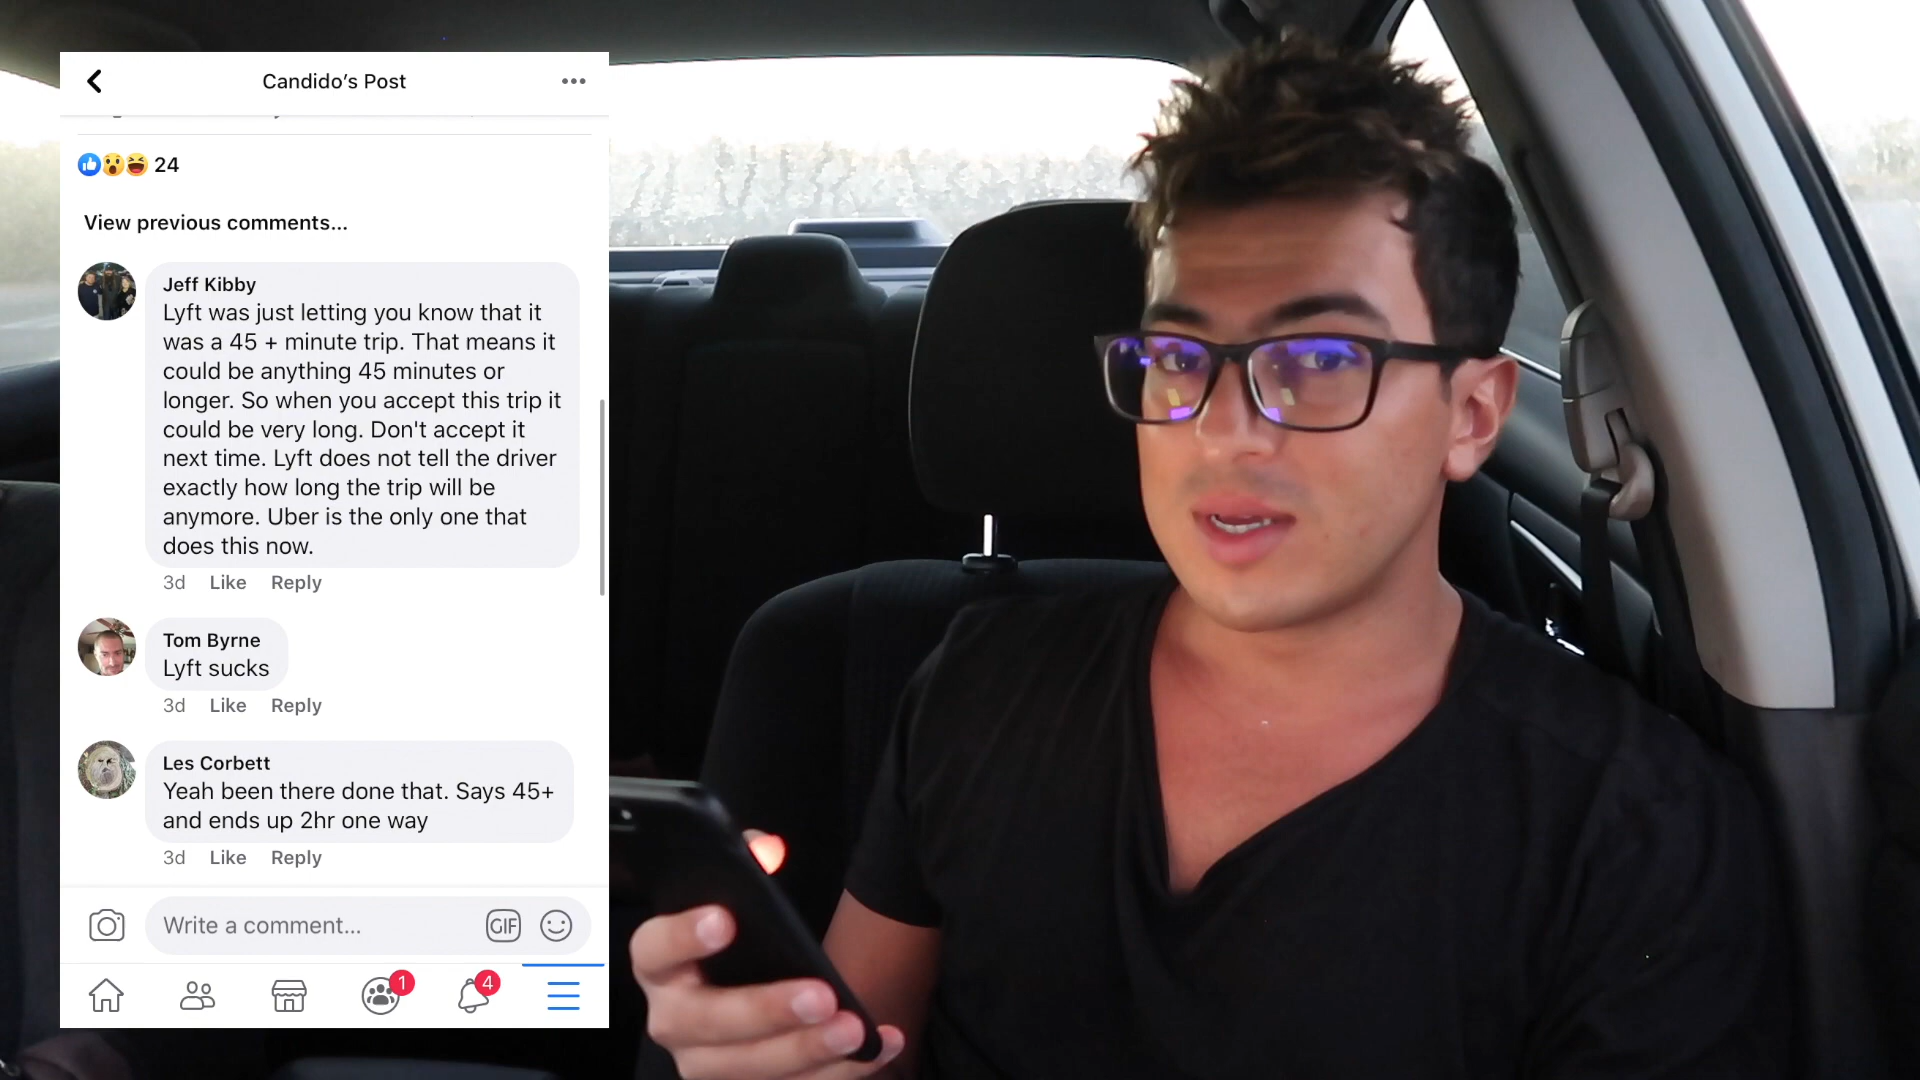 Candido's Post
24
View previous comments...
Jeff Kibby
Lyft was just letting you know that it
was a 45 + minute trip. That means it
could be anything 45 minutes or
longer. So when you accept this trip it
could be very long. Don't accept it
next time. Lyft does not tell the driver
exactly how long the trip will be
anymore. Uber is the only one that
does this now.
3d Like Reply
Tom Byrne
Lyft sucks
3d Like Reply
Les Corbett
Yeah been there done that. Says 45+
and ends up 2hr one way
3d Like Reply
Write a comment...
GIF
1
4